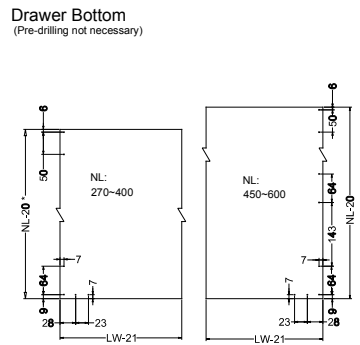 Drawer Bottom
(Pre-drilling not necessary)
6
50
NL:
270~400
NL-20 *
7
64
7
9
28
23
LW-21
6
50
NL:
450~600
64
143
NL-20
7
7
64
9
23
28
LW-21